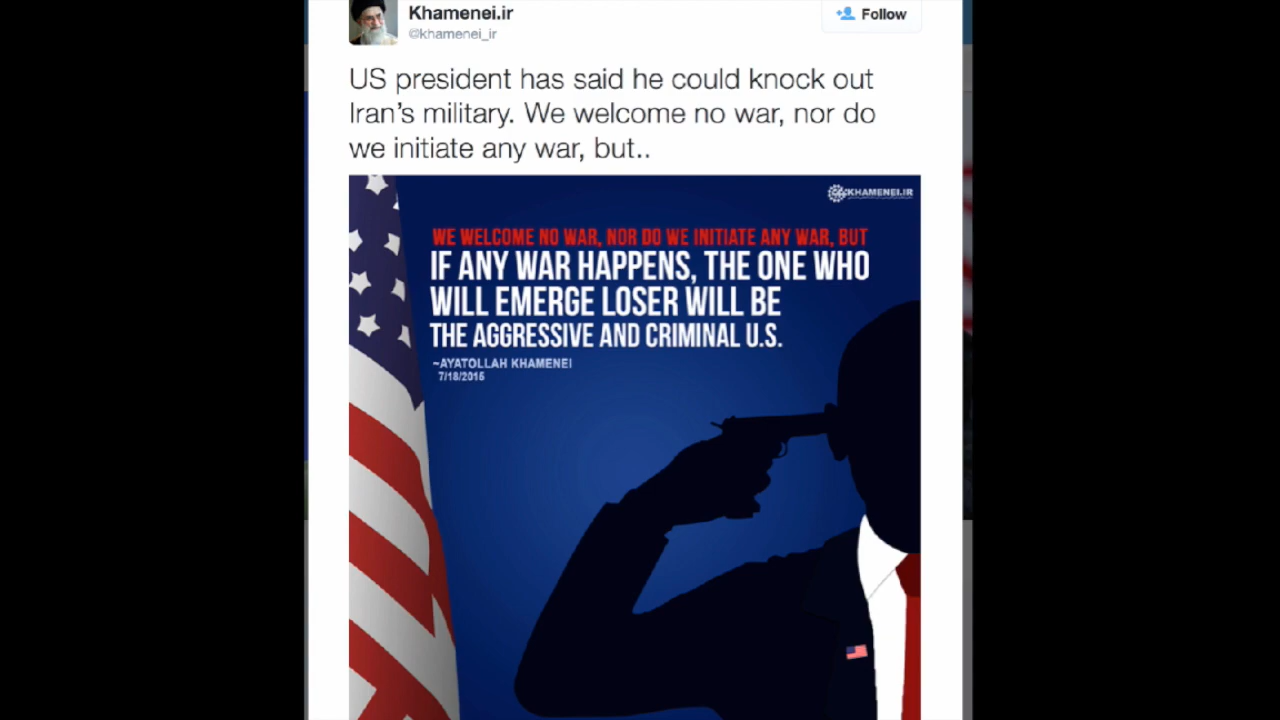 Khamenei.ir
@khamenei_ir
Follow
US president has said he could knock out
Iran's military. We welcome no war, nor do
we initiate any war, but..
KHAMENEI.IR
WE WELCOME NO WAR, NOR DO WE INITIATE ANY WAR, BUT
IF ANY WAR HAPPENS, THE ONE WHO
WILL EMERGE LOSER WILL BE
THE AGGRESSIVE AND CRIMINAL U.S.
~AYATOLLAH KHAMENEI
7/18/2015